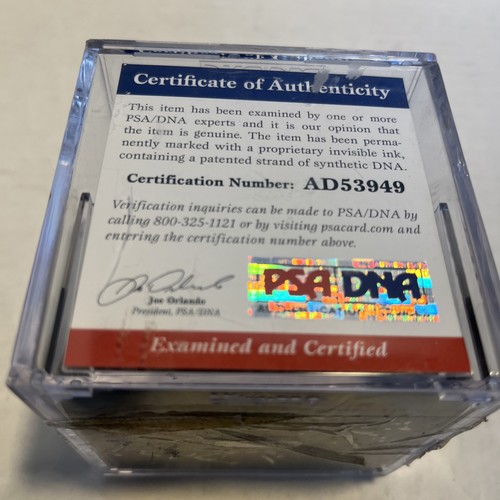 Certificate of Authenticity
This item has been examined by one or more
PSA/DNA experts and it is our opinion that
the item is genuine. The item has been perma-
nently marked with a proprietary invisible ink,
containing a patented strand of synthetic DNA.
Certification Number: AD53949
Verification inquiries can be made to PSA/DNA by
calling 800-325-1121 or by visiting psacard.com and
entering the certification number above.
PSA DNA
Joe Orlando
President, PSA/DNA
Examined and Certified